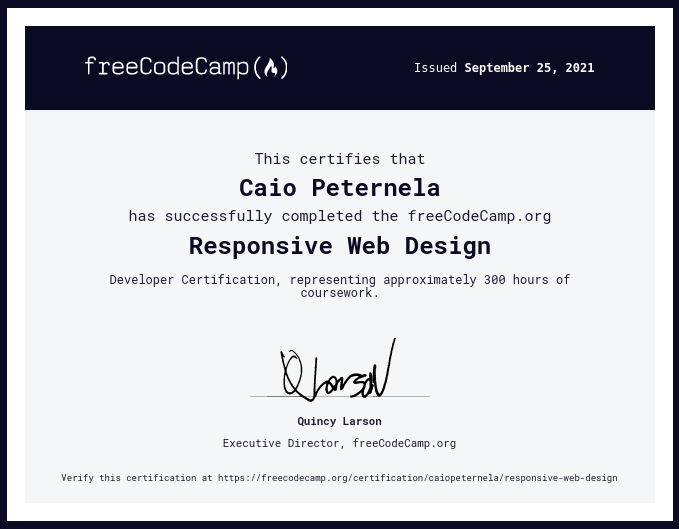 freeCodeCamp(🔥)
Issued September 25, 2021
This certifies that
Caio Peternela
has successfully completed the freeCodeCamp.org
Responsive Web Design
Developer Certification, representing approximately 300 hours of
coursework.
Q Larson
Quincy Larson
Executive Director, freeCodeCamp.org
Verify this certification at https://freecodecamp.org/certification/caiopeternela/responsive-web-design